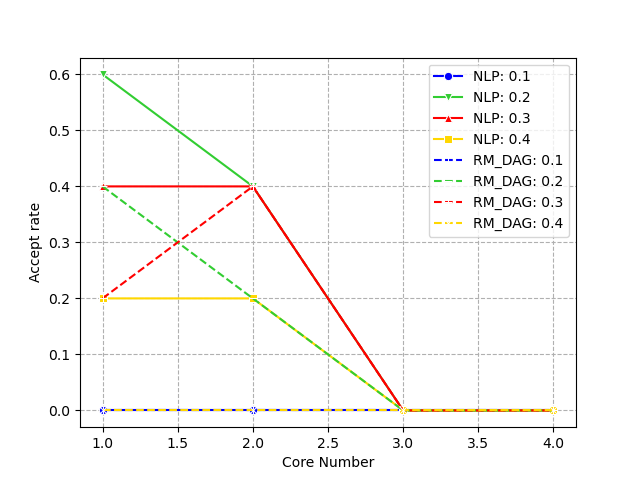 0.6
0.5
0.4
0.3
0.2
0.1
0.0
Accept rate
1.0 1.5 2.0 2.5 3.0 3.5 4.0
Core Number
NLP: 0.1
NLP: 0.2
NLP: 0.3
NLP: 0.4
RM_DAG: 0.1
RM_DAG: 0.2
RM_DAG: 0.3
RM_DAG: 0.4